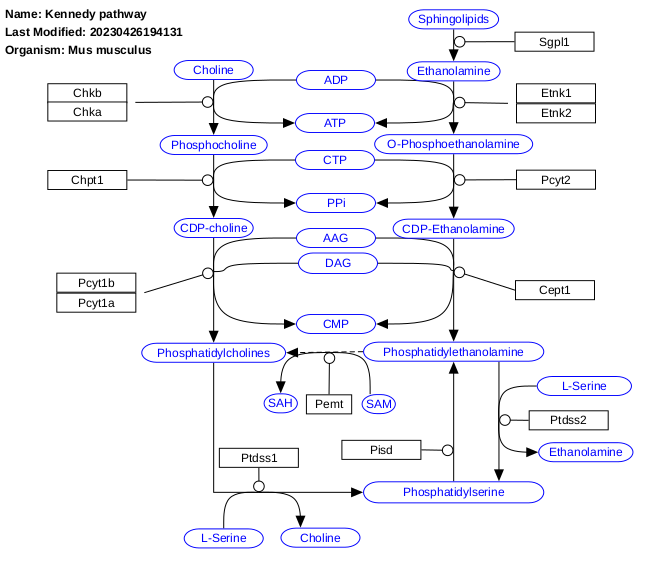 Name: Kennedy pathway
Last Modified: 20230426194131
Organism: Mus musculus
Sphingolipids
Sgpl1
Choline
ADP
Ethanolamine
Chkb
Chka
Etnk1
Etnk2
ATP
Phosphocholine
O-Phosphoethanolamine
CTP
Chpt1
Pcyt2
PPi
CDP-choline
CDP-Ethanolamine
AAG
DAG
Pcyt1b
Pcyt1a
Cept1
CMP
Phosphatidylcholines
Phosphatidylethanolamine
SAH
Pemt
SAM
L-Serine
Ptdss2
Pisd
Ethanolamine
Ptdss1
Phosphatidylserine
L-Serine
Choline